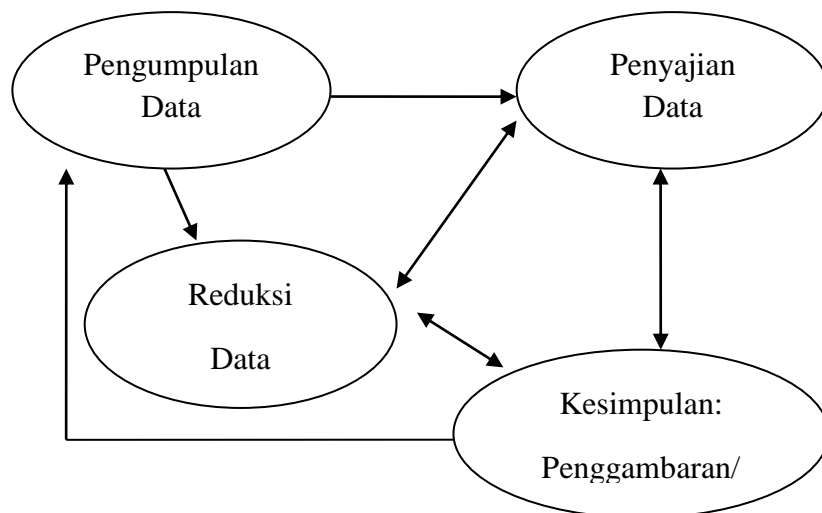 Pengumpulan
Data
Penyajian
Data
Reduksi
Data
Kesimpulan:
Penggambaran/